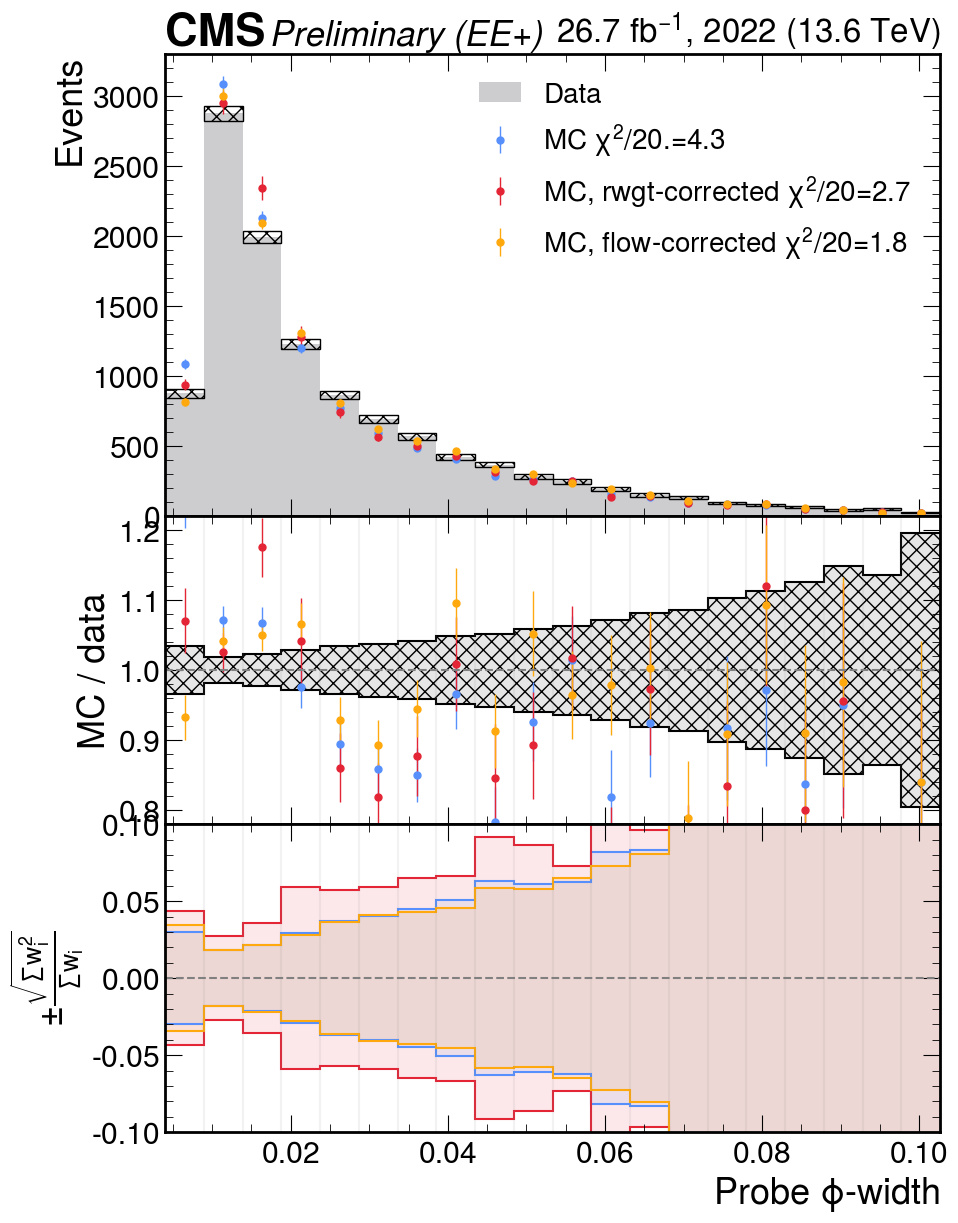 CMS Preliminary (EE+) 26.7 fb⁻¹, 2022 (13.6 TeV)
Events
3000
2500
2000
1500
1000
500
0
Data
MC χ²/20.=4.3
MC, rwgt-corrected χ²/20=2.7
MC, flow-corrected χ²/20=1.8
MC / data
1.2
1.1
1.0
0.9
0.8
±√Σw_i²/Σw_i
0.10
0.05
0.00
-0.05
-0.10
0.02 0.04 0.06 0.08 0.10
Probe ϕ-width